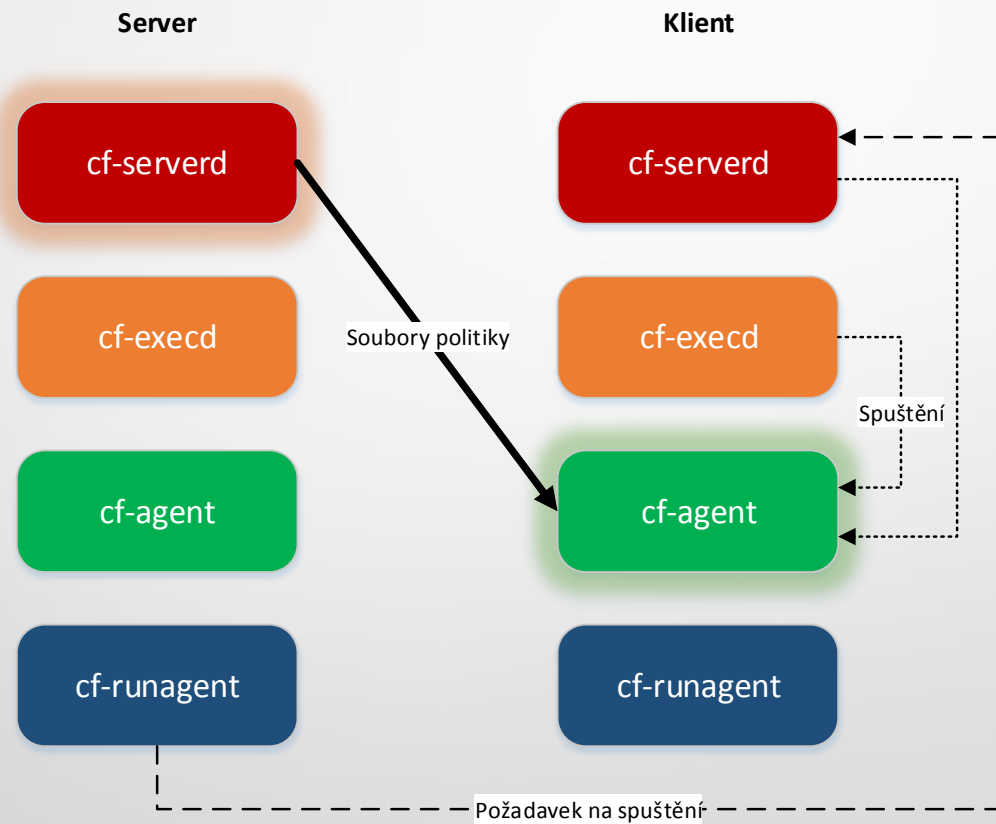 Server
Klient
cf-serverd
cf-serverd
cf-execd
Soubory politiky
cf-execd
Spuštění
cf-agent
cf-agent
cf-runagent
cf-runagent
Požadavek na spuštění